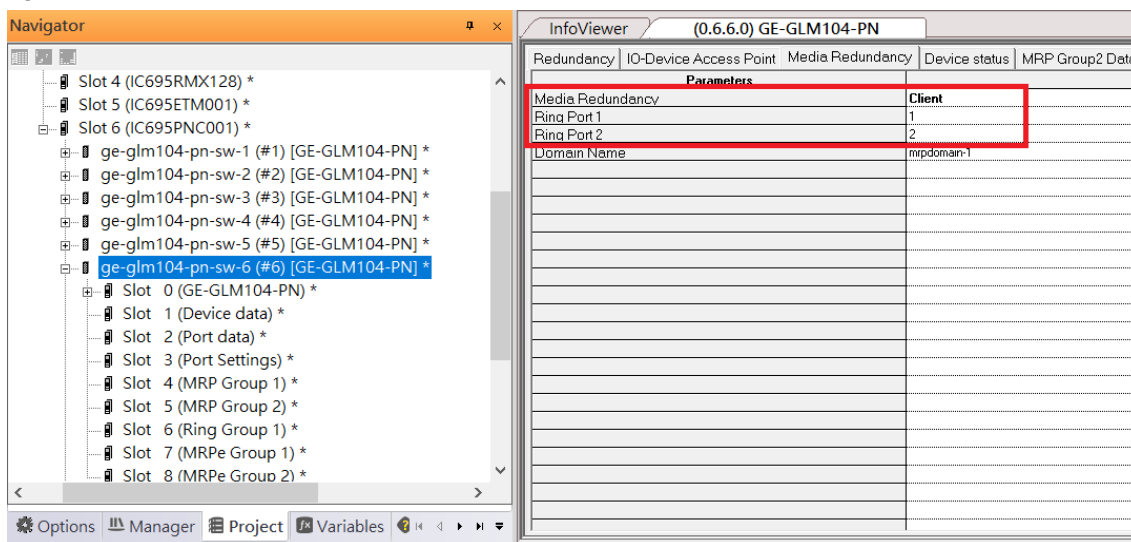 Navigator
Slot 4 (IC695RMX128) *
Slot 5 (IC695ETM001) *
Slot 6 (IC695PNC001) *
ge-glm104-pn-sw-1 (#1) [GE-GLM104-PN] *
ge-glm104-pn-sw-2 (#2) [GE-GLM104-PN] *
ge-glm104-pn-sw-3 (#3) [GE-GLM104-PN] *
ge-glm104-pn-sw-4 (#4) [GE-GLM104-PN] *
ge-glm104-pn-sw-5 (#5) [GE-GLM104-PN] *
ge-glm104-pn-sw-6 (#6) [GE-GLM104-PN] *
Slot 0 (GE-GLM104-PN) *
Slot 1 (Device data) *
Slot 2 (Port data) *
Slot 3 (Port Settings) *
Slot 4 (MRP Group 1) *
Slot 5 (MRP Group 2) *
Slot 6 (Ring Group 1) *
Slot 7 (MRPe Group 1) *
Slot 8 (MRPe Group 2) *
Options Manager Project Variables
InfoViewer (0.6.6.0) GE-GLM104-PN
Redundancy IO-Device Access Point Media Redundancy Device status MRP Group2 Data
Parameters
Media Redundancy Client
Ring Port 1 1
Ring Port 2 2
Domain Name mrpdomain-1